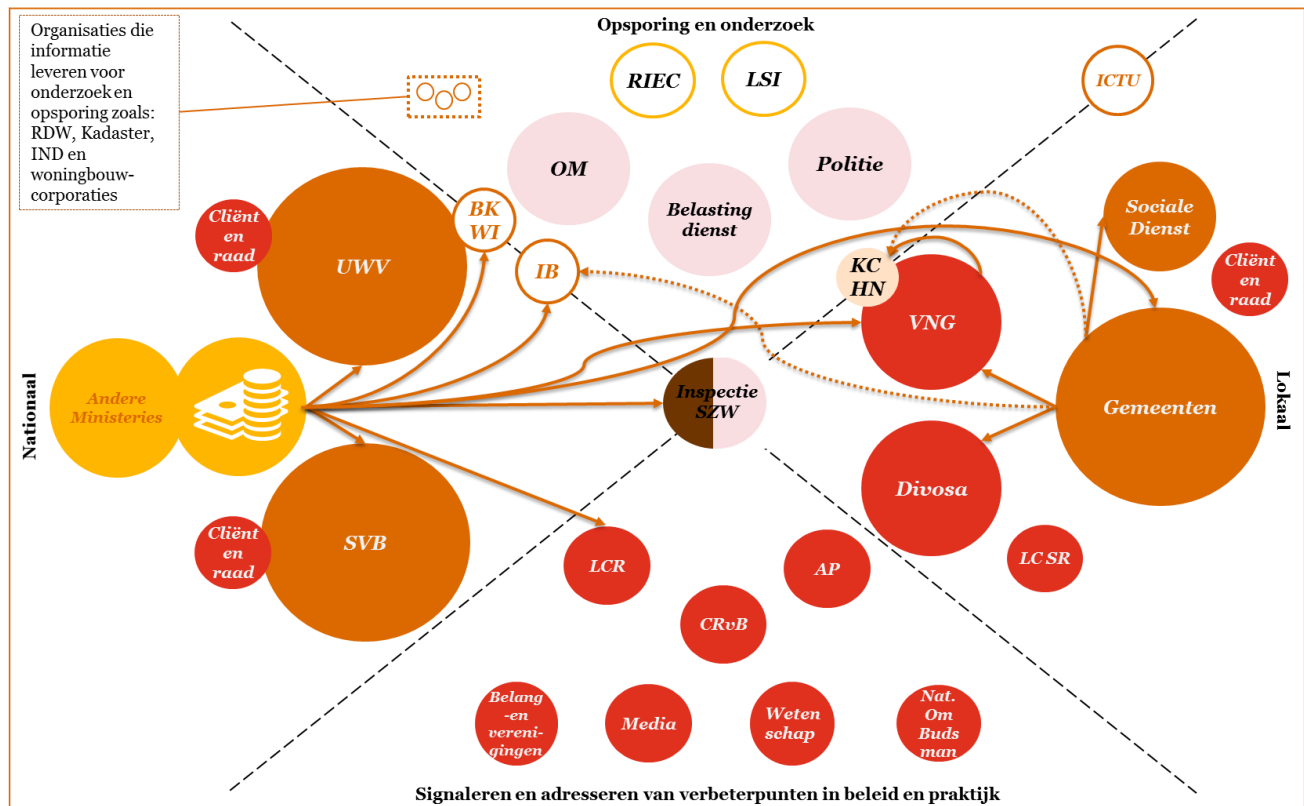 Organisaties die
informatie
leveren voor
onderzoek en
opsporing zoals:
RDW, Kadaster,
IND en
woningbouw-
corporaties
Opsporing en onderzoek
RIEC
LSI
ICTU
OM
Politie
Belasting
dienst
Cliënt
en
raad
UWV
BK
WI
IB
KC
HN
VNG
Sociale
Dienst
Cliënt
en
raad
Nationaal
Andere
Ministeries
Inspectie
SZW
Gemeenten
Lokaal
Divosa
Cliënt
en
raad
SVB
LCR
AP
LC SR
CRvB
Belang
-en
vereni-
gingen
Media
Weten
schap
Nat.
Om
Buds
man
Signaleren en adresseren van verbeterpunten in beleid en praktijk